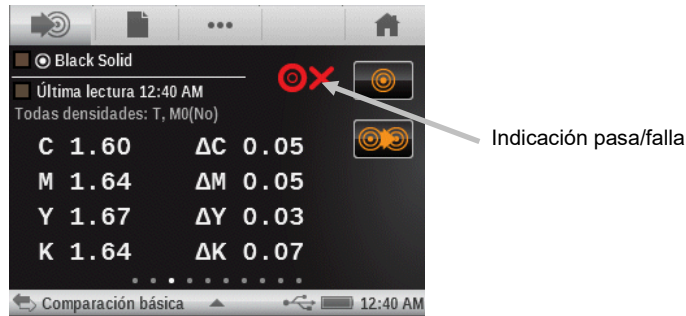 Black Solid
Última lectura 12:40 AM
Todas densidades: T, M0(No)
C 1.60 ΔC 0.05
M 1.64 ΔM 0.05
Y 1.67 ΔY 0.03
K 1.64 ΔK 0.07
Indicación pasa/falla
Comparación básica 12:40 AM